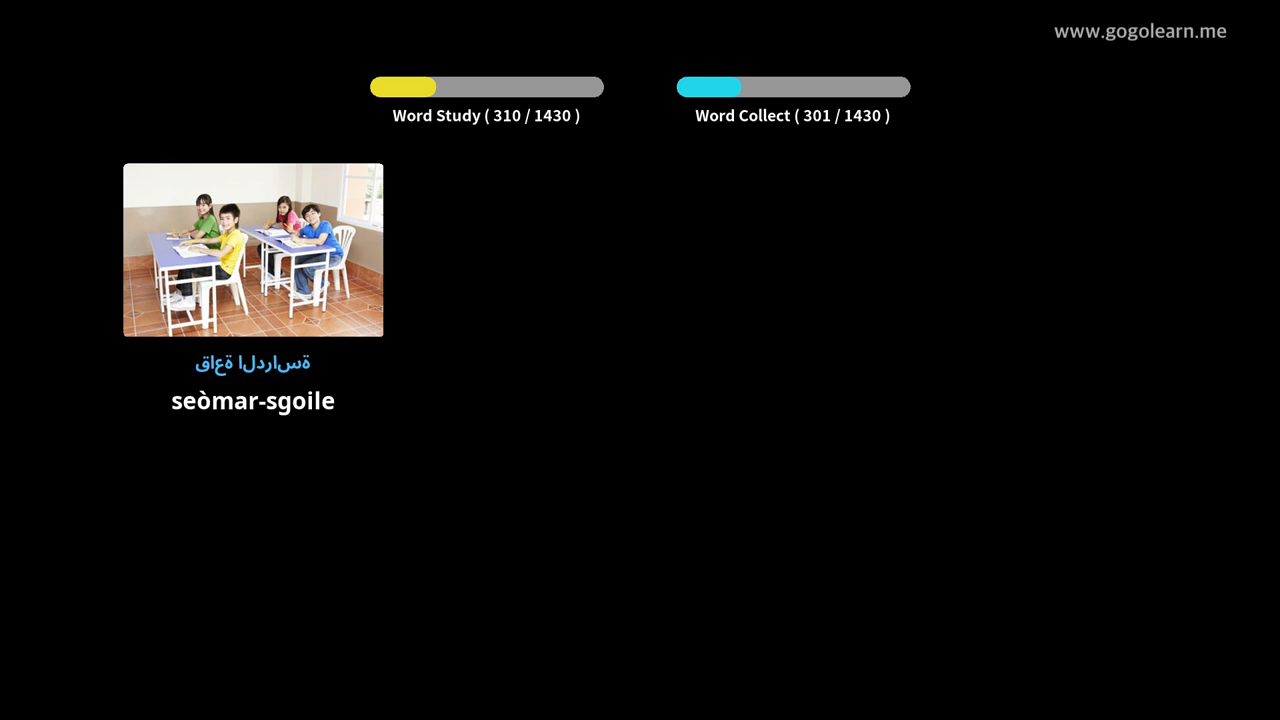 www.gogolearn.me
Word Study ( 310 / 1430 )
Word Collect ( 301 / 1430 )
قاعة الدراسة
seòmar-sgoile